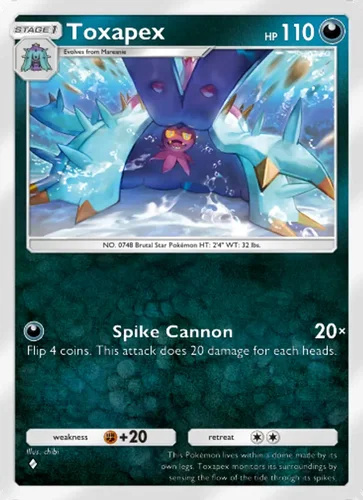 STAGE 1
Toxapex
HP 110
Evolves from Mareanie
NO. 0748 Brutal Star Pokémon HT: 2'4" WT: 32 lbs.
Spike Cannon 20×
Flip 4 coins. This attack does 20 damage for each heads.
weakness +20
retreat
Illus. chibi
This Pokémon lives within a dome made by its
own legs. Toxapex monitors its surroundings by
sensing the flow of the tide through its spikes.